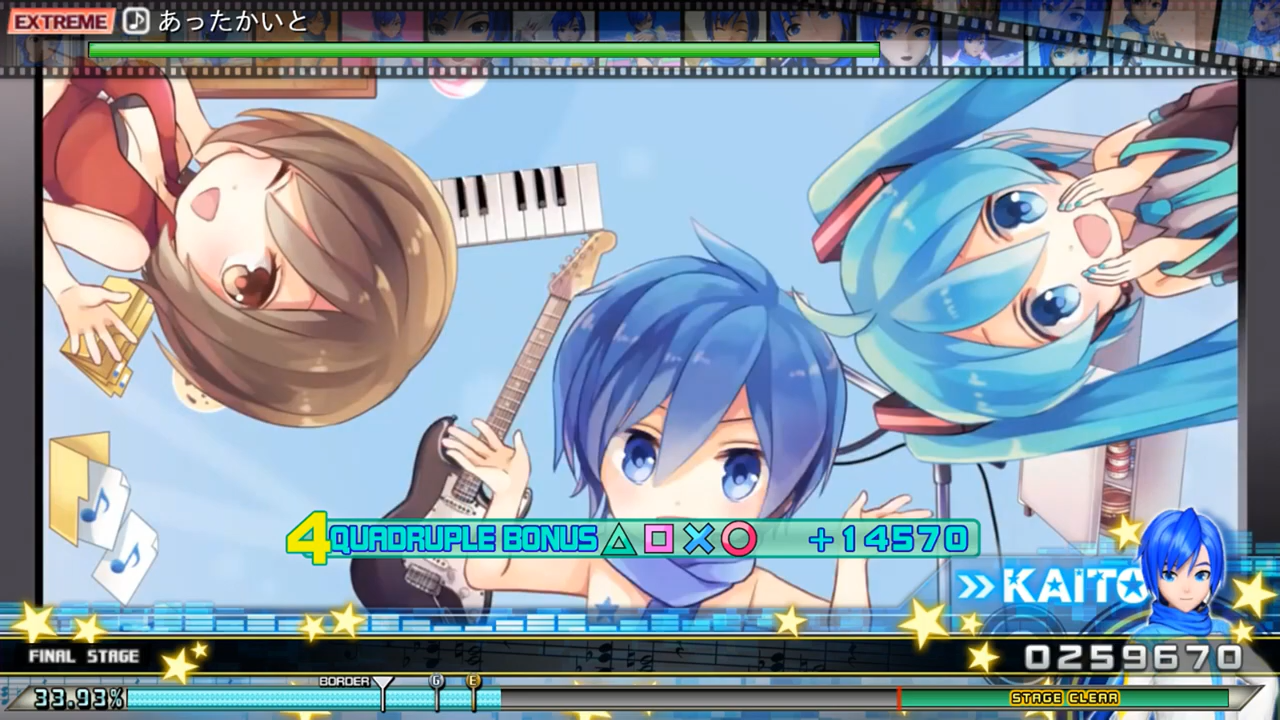 EXTREME あったかいと
4 QUADRUPLE BONUS △□✕○ +14570
»KAITO
FINAL STAGE
0259670
BORDER G E
33.93%
STAGE CLEAR